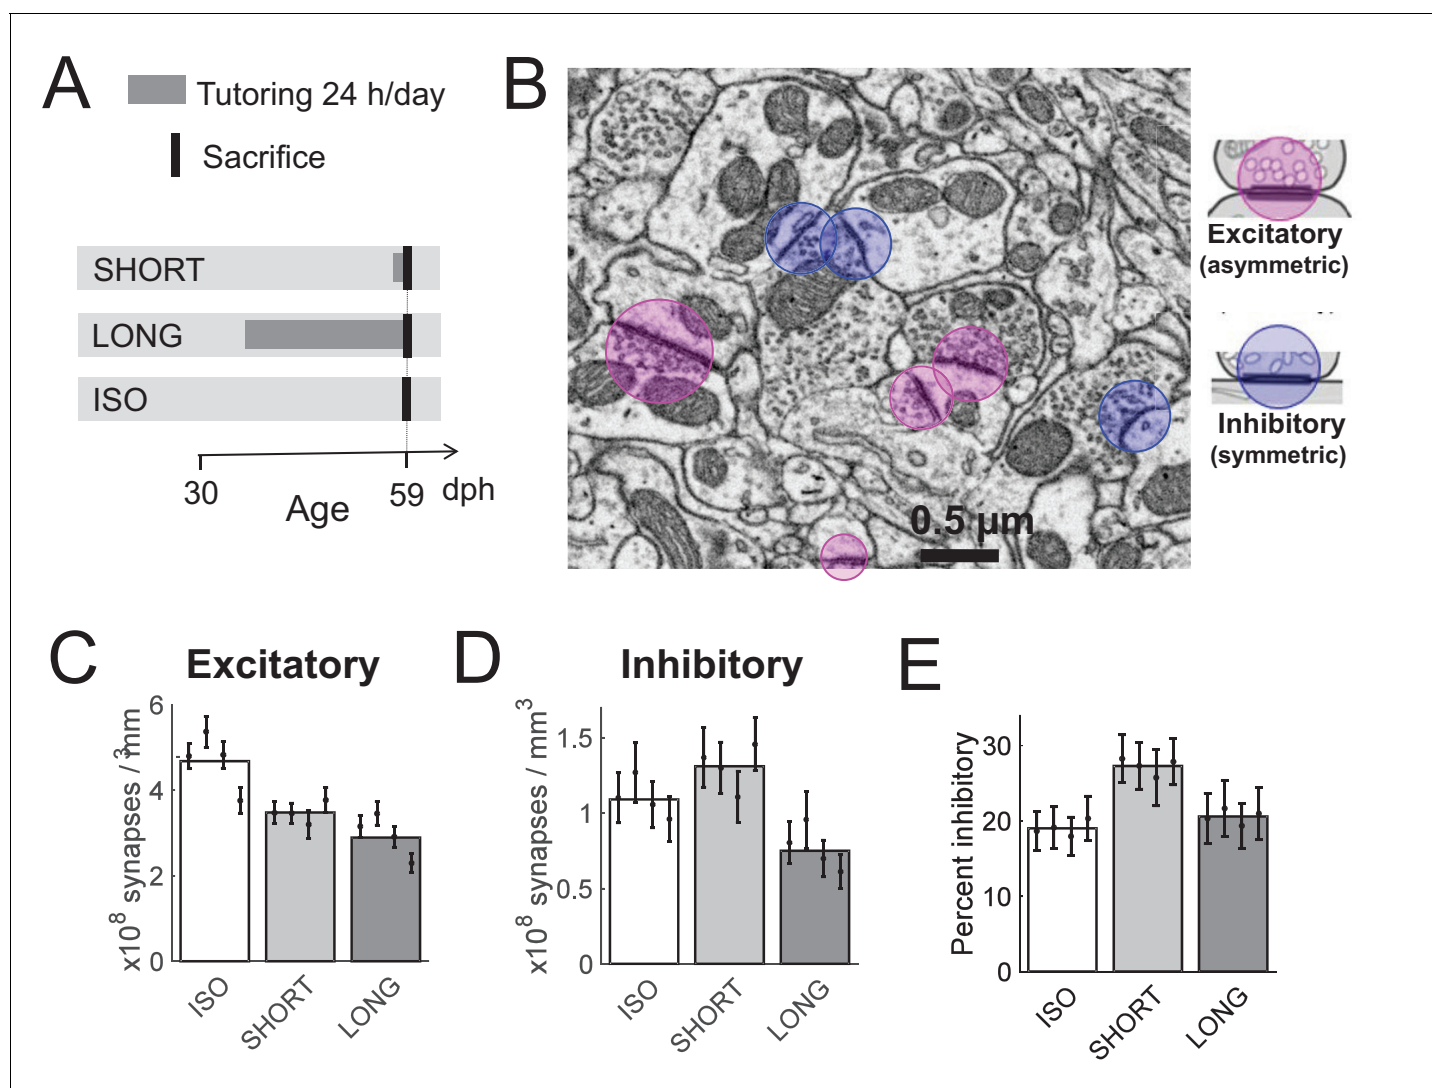 A
Tutoring 24 h/day
Sacrifice
SHORT
LONG
ISO
30
59
dph
Age
B
0.5 µm
Excitatory
(asymmetric)
Inhibitory
(symmetric)
C
Excitatory
x10⁸ synapses / mm³
6
4
2
0
ISO
SHORT
LONG
D
Inhibitory
x10⁸ synapses / mm³
1.5
1
0.5
0
ISO
SHORT
LONG
E
Percent inhibitory
30
20
10
0
ISO
SHORT
LONG